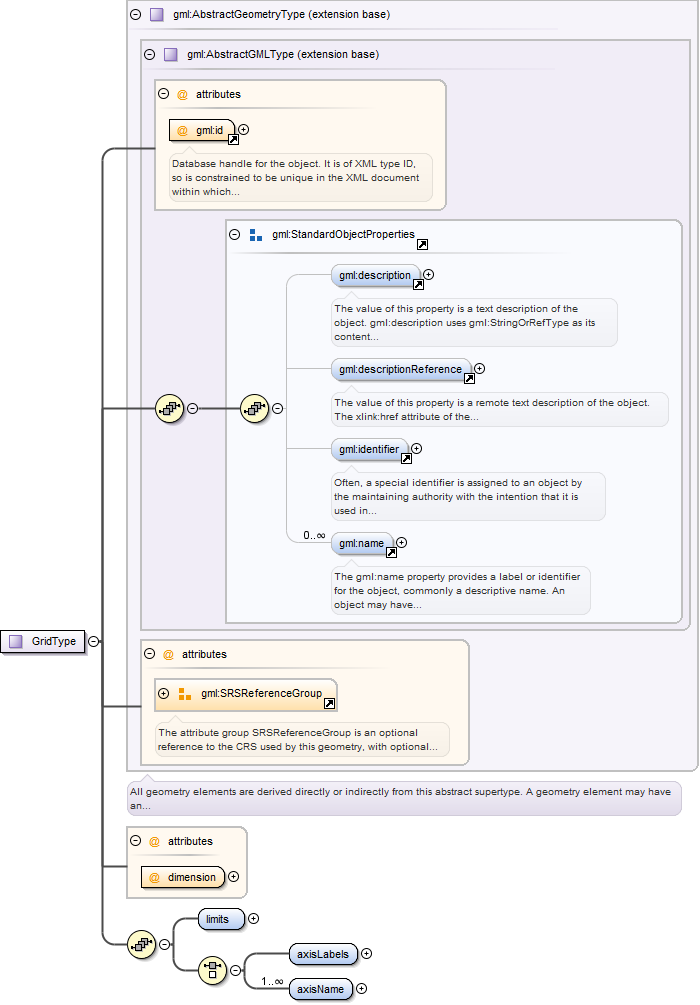 gml:AbstractGeometryType (extension base)
gml:AbstractGMLType (extension base)
@ attributes
@ gml:id
Database handle for the object. It is of XML type ID,
so is constrained to be unique in the XML document
within which...
gml:StandardObjectProperties
gml:description
The value of this property is a text description of the
object. gml:description uses gml:StringOrRefType as its
content...
gml:descriptionReference
The value of this property is a remote text description of the object.
The xlink:href attribute of the...
gml:identifier
Often, a special identifier is assigned to an object by
the maintaining authority with the intention that it is
used in...
0..∞
gml:name
The gml:name property provides a label or identifier
for the object, commonly a descriptive name. An
object may have...
GridType
@ attributes
gml:SRSReferenceGroup
The attribute group SRSReferenceGroup is an optional
reference to the CRS used by this geometry, with optional...
All geometry elements are derived directly or indirectly from this abstract supertype. A geometry element may have
an...
@ attributes
@ dimension
limits
axisLabels
1..∞
axisName